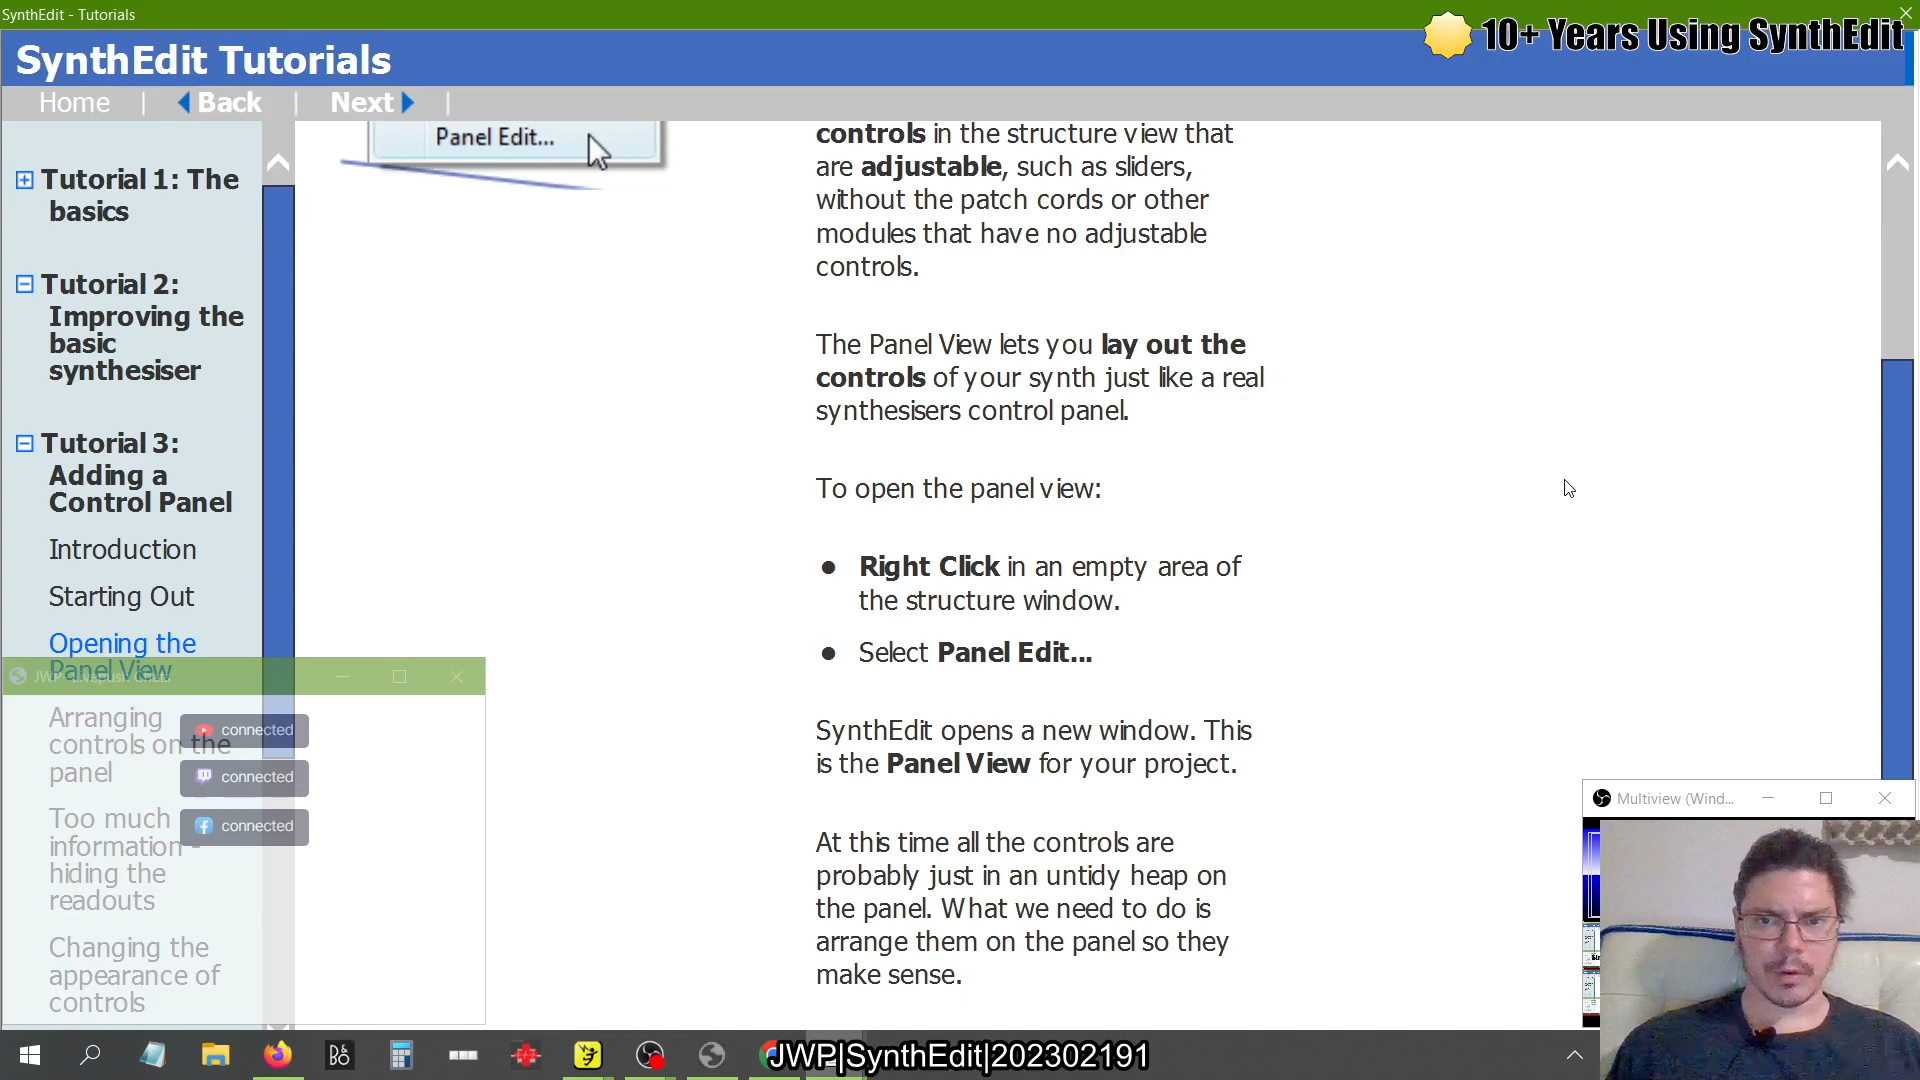 SynthEdit - Tutorials
10+ Years Using SynthEdit
SynthEdit Tutorials
Home | Back | Next |
Tutorial 1: The
basics
Tutorial 2:
Improving the
basic
synthesiser
Tutorial 3:
Adding a
Control Panel
Introduction
Starting Out
Opening the
Panel View
Arranging
controls on the
panel
Too much
information -
hiding the
readouts
Changing the
appearance of
controls
connected
connected
connected
Panel Edit...
controls in the structure view that
are adjustable, such as sliders,
without the patch cords or other
modules that have no adjustable
controls.
The Panel View lets you lay out the
controls of your synth just like a real
synthesisers control panel.
To open the panel view:
● Right Click in an empty area of
the structure window.
● Select Panel Edit...
SynthEdit opens a new window. This
is the Panel View for your project.
At this time all the controls are
probably just in an untidy heap on
the panel. What we need to do is
arrange them on the panel so they
make sense.
Multiview (Wind...
JWP|SynthEdit|202302191